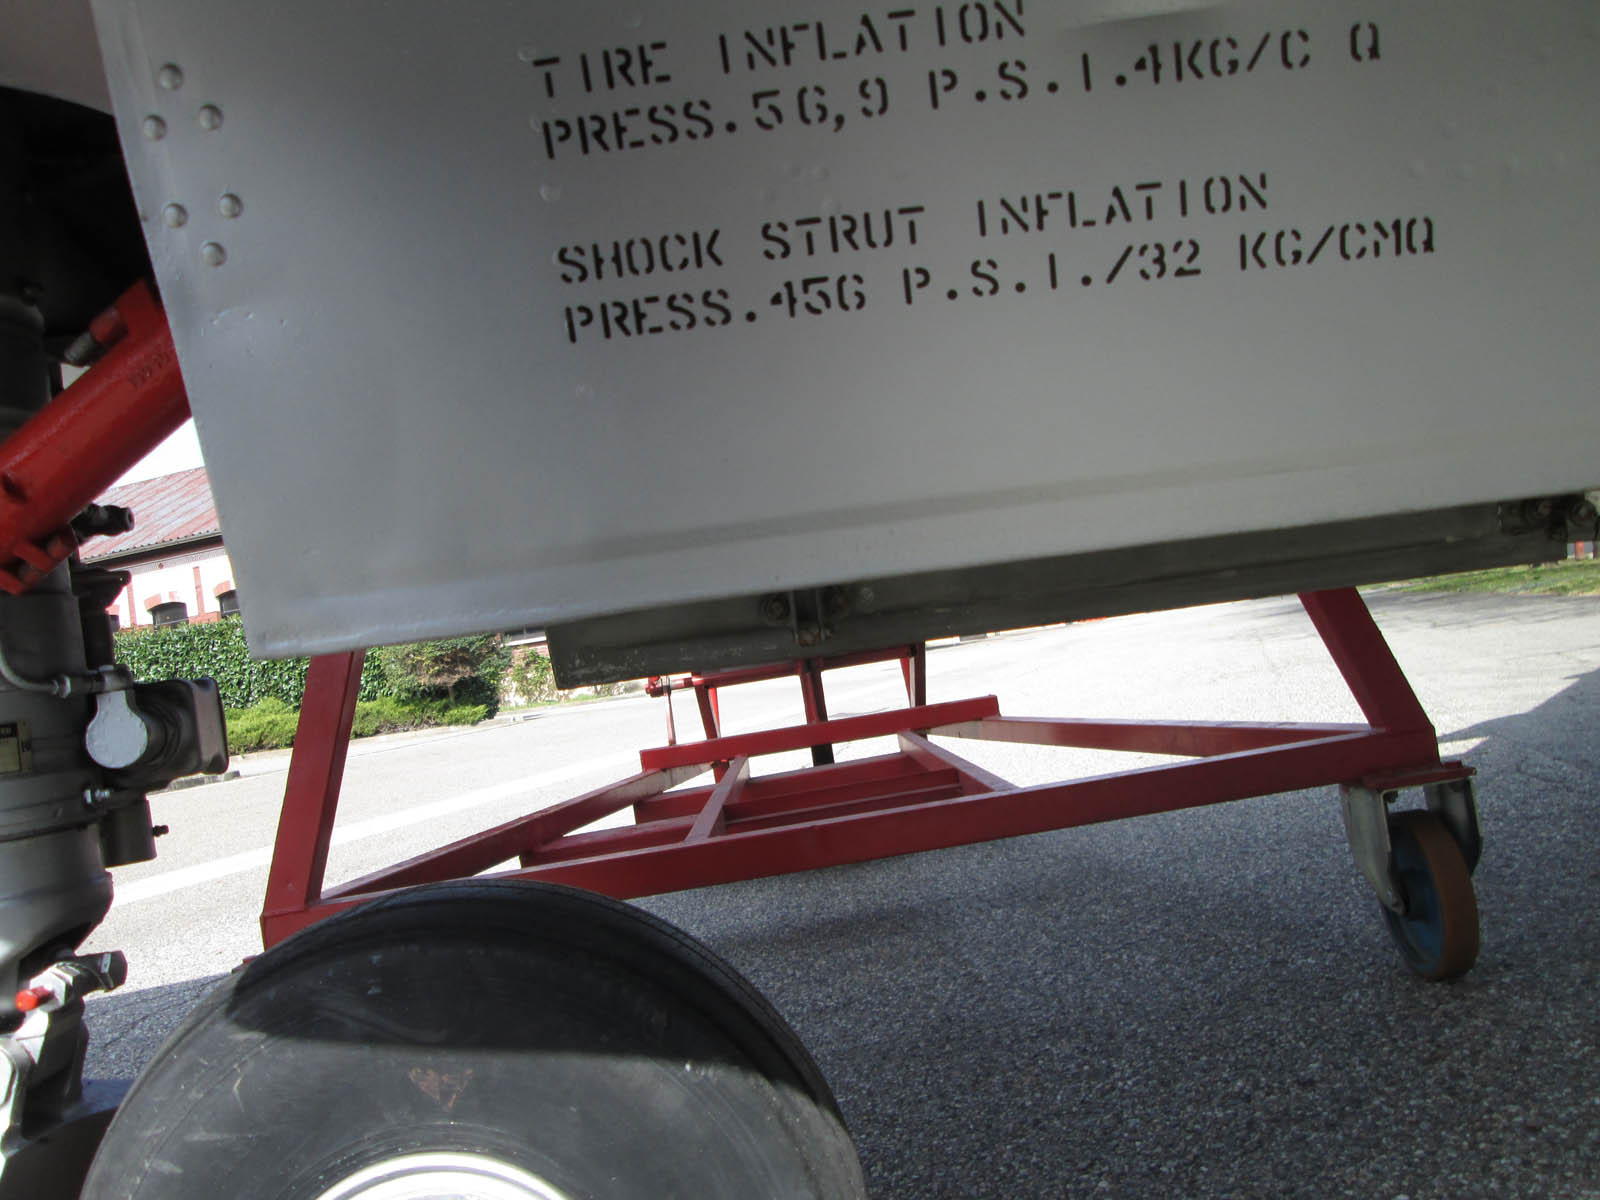 TIRE INFLATION
PRESS.56,9 P.S.I.4KG/C Q
SHOCK STRUT INFLATION
PRESS.456 P.S.I./32 KG/CMQ